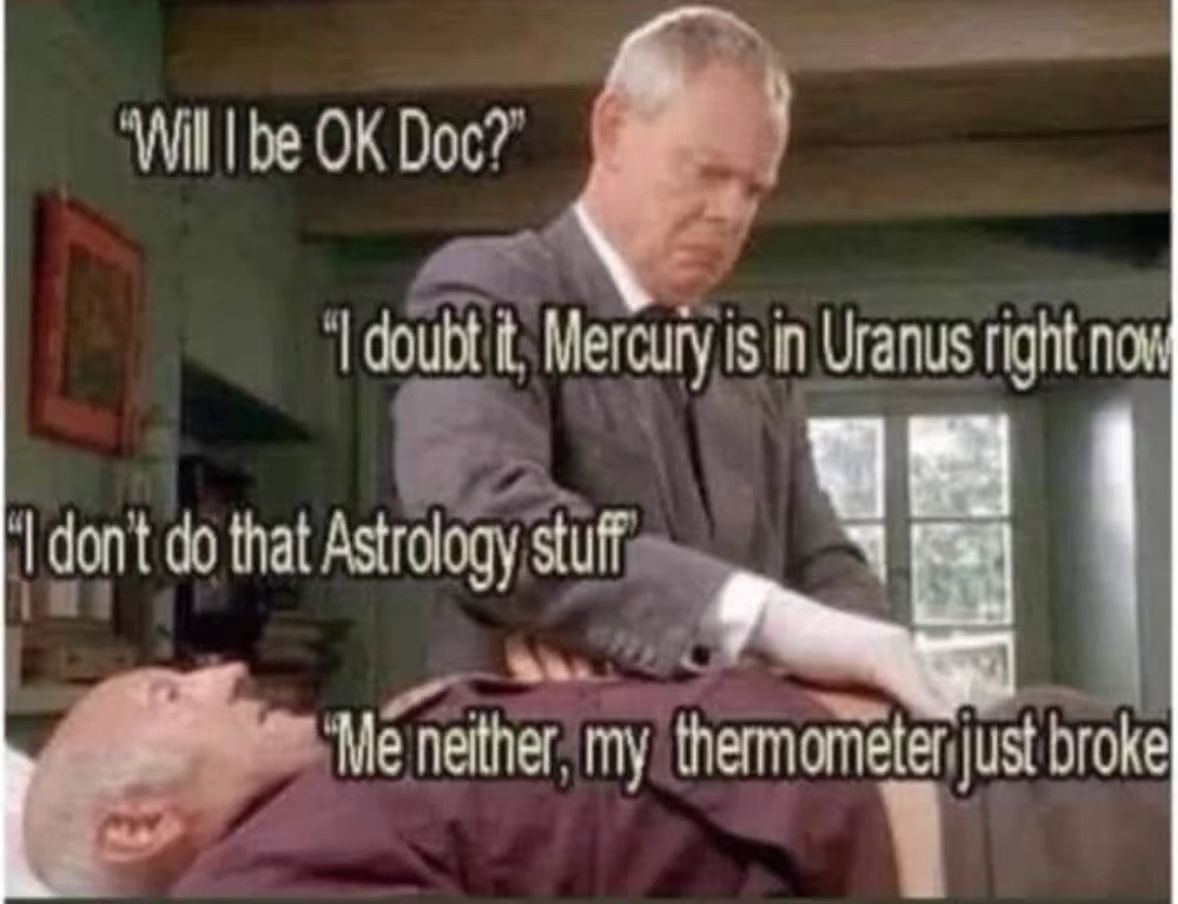 “Will I be OK Doc?”
“I doubt it, Mercury is in Uranus right now
“I don't do that Astrology stuff”
“Me neither, my thermometer just broke